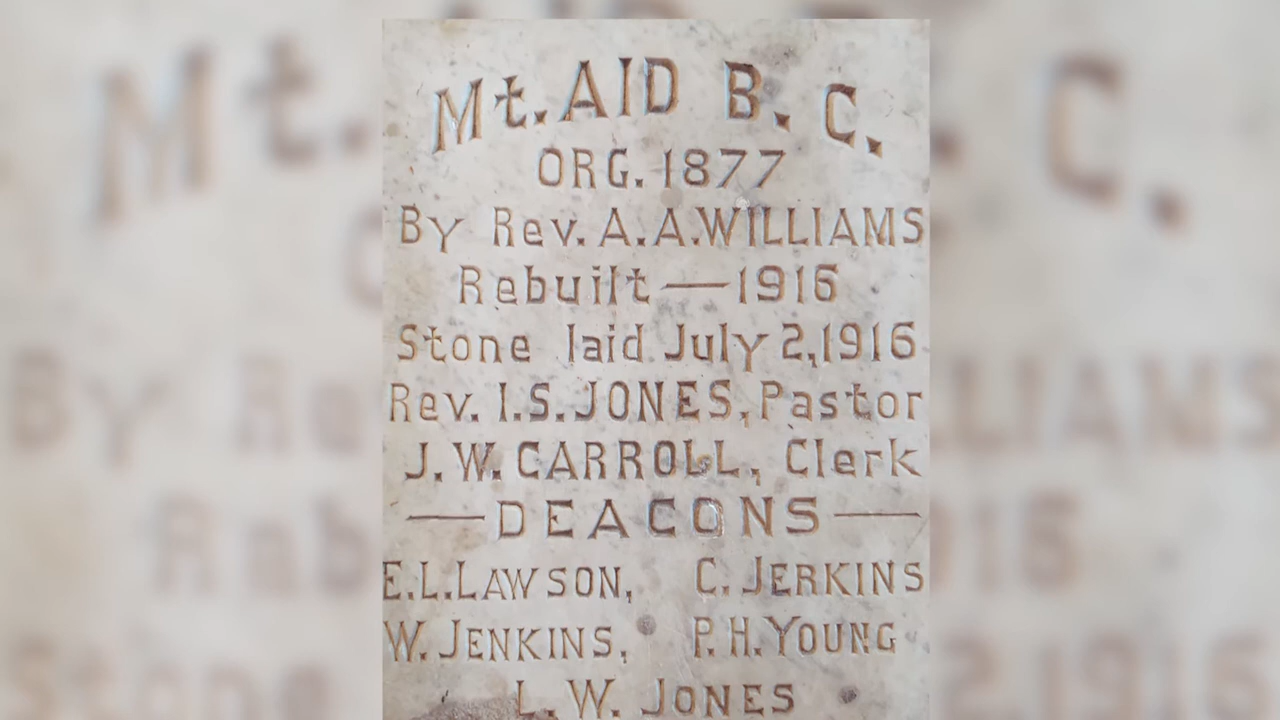 Mt. AID B. C.
ORG. 1877
By Rev. A. A. WILLIAMS
Rebuilt — 1916
Stone laid July 2, 1916
Rev. I. S. JONES, Pastor
J. W. CARROLL, Clerk
— DEACONS —
E. L. LAWSON, C. JERKINS
W. JENKINS, P. H. YOUNG
L. W. JONES